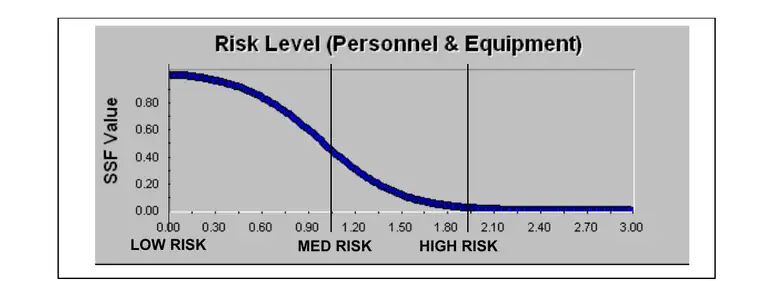 Risk Level (Personnel & Equipment)
SSF Value
0.80
0.60
0.40
0.20
0.00
0.00 0.30 0.60 0.90 1.20 1.50 1.80 2.10 2.40 2.70 3.00
LOW RISK MED RISK HIGH RISK